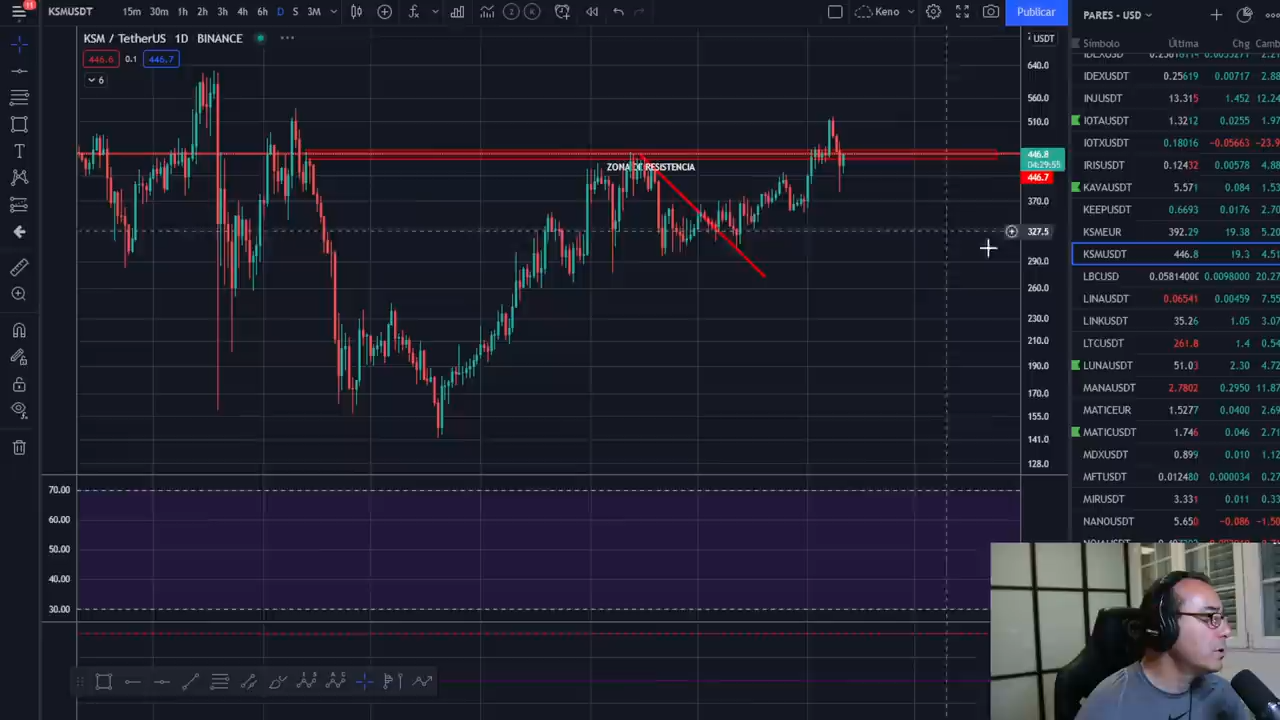 11
KSMUSDT 15m 30m 1h 2h 3h 4h 6h D S 3M Keno Publicar
KSM / TetherUS 1D BINANCE
446.6 0.1 446.7
6
ZONA DE RESISTENCIA
USDT
640.0
560.0
510.0
446.8
04:29:55
446.7
370.0
327.5
290.0
260.0
230.0
210.0
190.0
170.0
155.0
141.0
128.0
70.00
60.00
50.00
40.00
30.00
PARES - USD
Símbolo Última Chg Camb
IDEXUSDT 0.25619 0.00717 2.88
INJUSDT 13.315 1.452 12.24
IOTAUSDT 1.3212 0.0255 1.97
IOTXUSDT 0.18016 −0.05663 −23.9
IRISUSDT 0.12432 0.00578 4.88
KAVAUSDT 5.571 0.084 1.53
KEEPUSDT 0.6693 0.0176 2.70
KSMEUR 392.29 19.38 5.20
KSMUSDT 446.8 19.3 4.51
LBCUSD 0.0581400 0.0098000 20.27
LINAUSDT 0.06541 0.00459 7.55
LINKUSDT 35.26 1.05 3.07
LTCUSDT 261.8 1.4 0.54
LUNAUSDT 51.03 2.30 4.72
MANAUSDT 2.7802 0.2950 11.87
MATICEUR 1.5277 0.0400 2.69
MATICUSDT 1.746 0.046 2.71
MDXUSDT 0.899 0.010 1.12
MFTUSDT 0.012480 0.000034 0.27
MIRUSDT 3.331 0.011 0.33
NANOUSDT 5.650 −0.086 −1.50